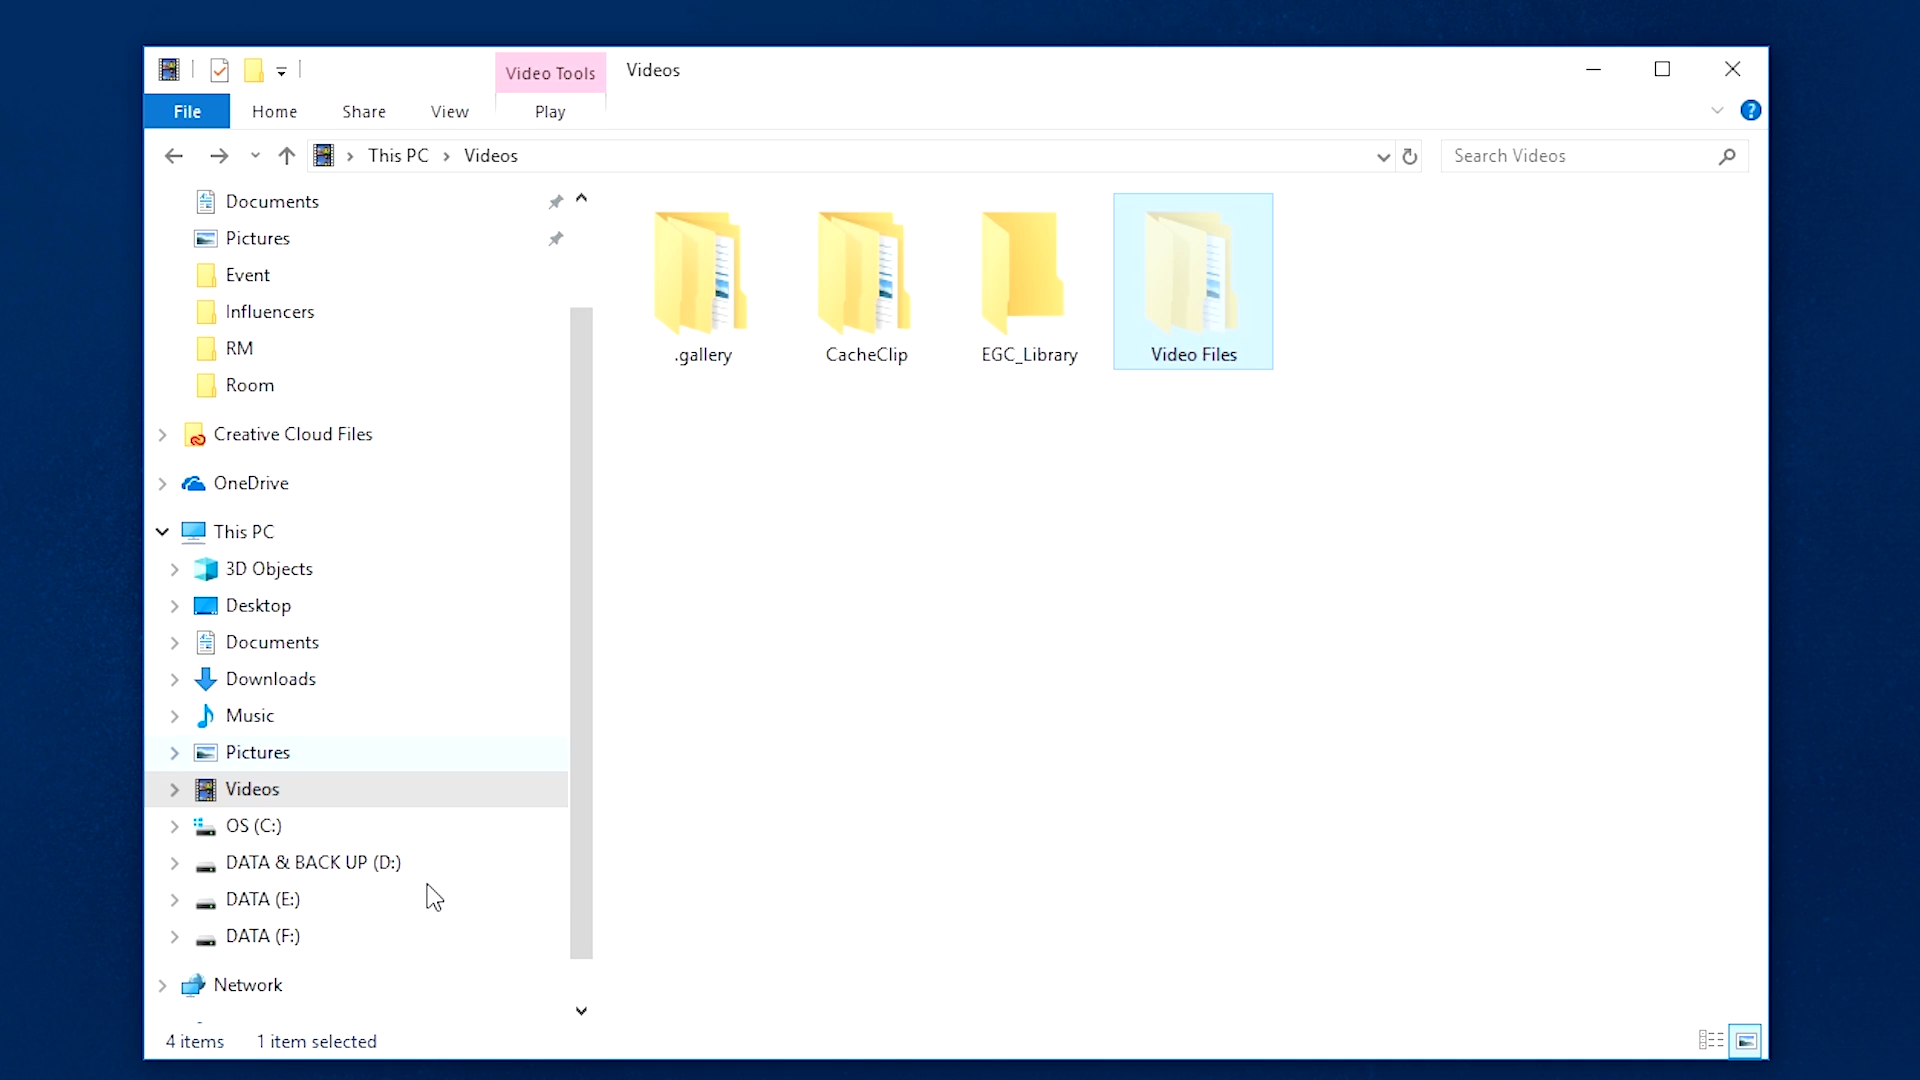 Video Tools
Videos
File
Home
Share
View
Play
?
This PC
Videos
Search Videos
Documents
Pictures
Event
Influencers
RM
Room
Creative Cloud Files
OneDrive
This PC
3D Objects
Desktop
Documents
Downloads
Music
Pictures
Videos
OS (C:)
DATA & BACK UP (D:)
DATA (E:)
DATA (F:)
Network
.gallery
CacheClip
EGC_Library
Video Files
4 items
1 item selected